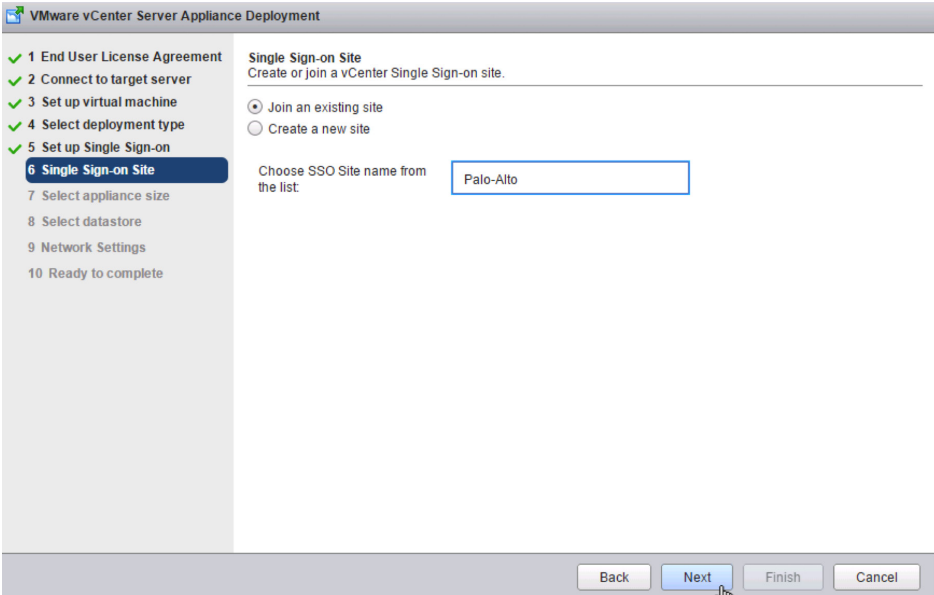 VMware vCenter Server Appliance Deployment
1 End User License Agreement
2 Connect to target server
3 Set up virtual machine
4 Select deployment type
5 Set up Single Sign-on
6 Single Sign-on Site
7 Select appliance size
8 Select datastore
9 Network Settings
10 Ready to complete
Single Sign-on Site
Create or join a vCenter Single Sign-on site.
Join an existing site
Create a new site
Choose SSO Site name from
the list:
Palo-Alto
Back
Next
Finish
Cancel